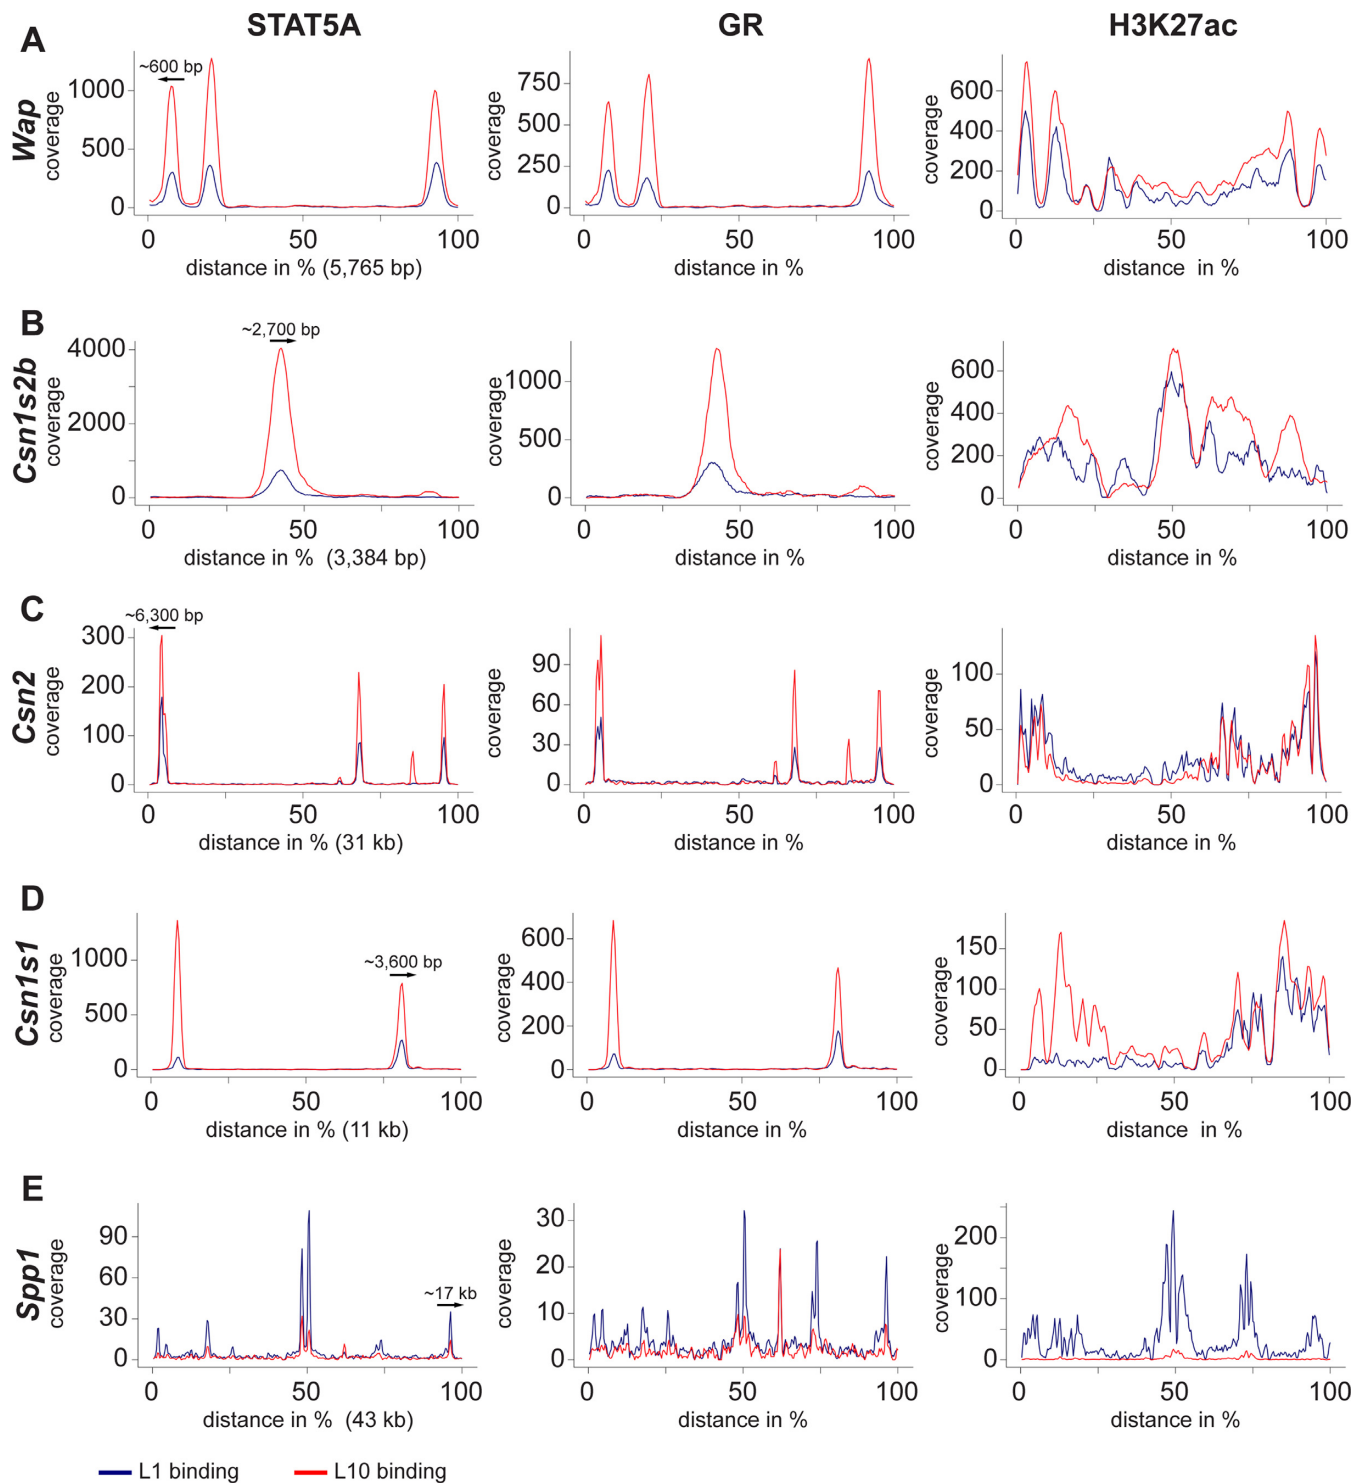 STAT5A GR H3K27ac
A
Wap
~600 bp
coverage
1000
500
0
0 50 100
distance in % (5,765 bp)
coverage
750
500
250
0
0 50 100
distance in %
coverage
600
400
200
0
0 50 100
distance in %
B
Csn1s2b
~2,700 bp
coverage
4000
2000
0
0 50 100
distance in % (3,384 bp)
coverage
1000
500
0
0 50 100
distance in %
coverage
600
400
200
0
0 50 100
distance in %
C
Csn2
~6,300 bp
coverage
300
200
100
0
0 50 100
distance in % (31 kb)
coverage
90
60
30
0
0 50 100
distance in %
coverage
100
50
0
0 50 100
distance in %
D
Csn1s1
~3,600 bp
coverage
1000
500
0
0 50 100
distance in % (11 kb)
coverage
600
400
200
0
0 50 100
distance in %
coverage
150
100
50
0
0 50 100
distance in %
E
Spp1
~17 kb
coverage
90
60
30
0
0 50 100
distance in % (43 kb)
coverage
30
20
10
0
0 50 100
distance in %
coverage
200
100
0
0 50 100
distance in %
L1 binding L10 binding